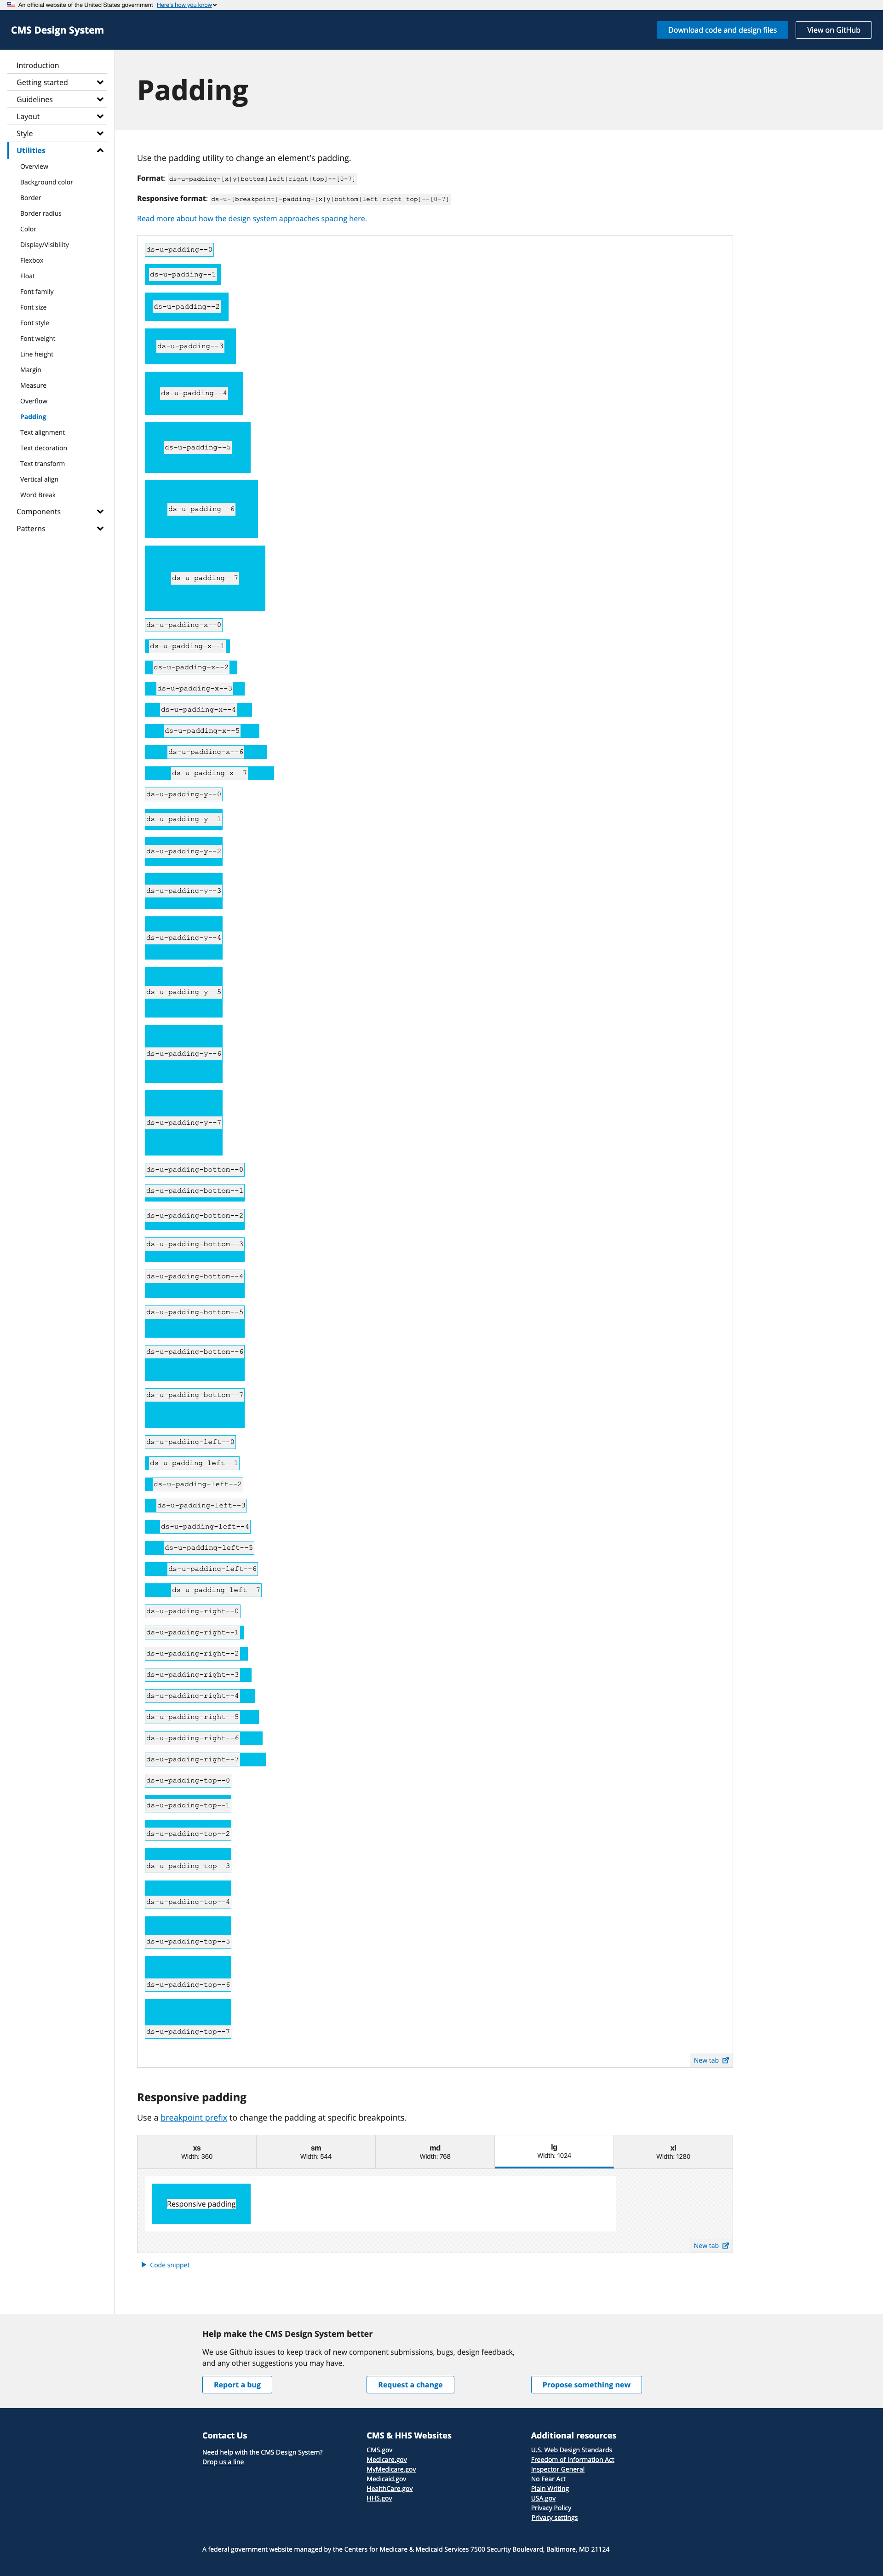 An official website of the United States government Here's how you know
CMS Design System
Download code and design files
View on GitHub
Introduction
Getting started
Guidelines
Layout
Style
Utilities
Overview
Background color
Border
Border radius
Color
Display/Visibility
Flexbox
Float
Font family
Font size
Font style
Font weight
Line height
Margin
Measure
Overflow
Padding
Text alignment
Text decoration
Text transform
Vertical align
Word Break
Components
Patterns
Padding
Use the padding utility to change an element's padding.
Format: ds-u-padding-[x|y|bottom|left|right|top]--[0-7]
Responsive format: ds-u-[breakpoint]-padding-[x|y|bottom|left|right|top]--[0-7]
Read more about how the design system approaches spacing here.
ds-u-padding--0
ds-u-padding--1
ds-u-padding--2
ds-u-padding--3
ds-u-padding--4
ds-u-padding--5
ds-u-padding--6
ds-u-padding--7
ds-u-padding-x--0
ds-u-padding-x--1
ds-u-padding-x--2
ds-u-padding-x--3
ds-u-padding-x--4
ds-u-padding-x--5
ds-u-padding-x--6
ds-u-padding-x--7
ds-u-padding-y--0
ds-u-padding-y--1
ds-u-padding-y--2
ds-u-padding-y--3
ds-u-padding-y--4
ds-u-padding-y--5
ds-u-padding-y--6
ds-u-padding-y--7
ds-u-padding-bottom--0
ds-u-padding-bottom--1
ds-u-padding-bottom--2
ds-u-padding-bottom--3
ds-u-padding-bottom--4
ds-u-padding-bottom--5
ds-u-padding-bottom--6
ds-u-padding-bottom--7
ds-u-padding-left--0
ds-u-padding-left--1
ds-u-padding-left--2
ds-u-padding-left--3
ds-u-padding-left--4
ds-u-padding-left--5
ds-u-padding-left--6
ds-u-padding-left--7
ds-u-padding-right--0
ds-u-padding-right--1
ds-u-padding-right--2
ds-u-padding-right--3
ds-u-padding-right--4
ds-u-padding-right--5
ds-u-padding-right--6
ds-u-padding-right--7
ds-u-padding-top--0
ds-u-padding-top--1
ds-u-padding-top--2
ds-u-padding-top--3
ds-u-padding-top--4
ds-u-padding-top--5
ds-u-padding-top--6
ds-u-padding-top--7
New tab
Responsive padding
Use a breakpoint prefix to change the padding at specific breakpoints.
xs
Width: 360
sm
Width: 544
md
Width: 768
lg
Width: 1024
xl
Width: 1280
Responsive padding
New tab
Code snippet
Help make the CMS Design System better
We use Github issues to keep track of new component submissions, bugs, design feedback,
and any other suggestions you may have.
Report a bug
Request a change
Propose something new
Contact Us
Need help with the CMS Design System?
Drop us a line
CMS & HHS Websites
CMS.gov
Medicare.gov
MyMedicare.gov
Medicaid.gov
HealthCare.gov
HHS.gov
Additional resources
U.S. Web Design Standards
Freedom of Information Act
Inspector General
No Fear Act
Plain Writing
USA.gov
Privacy Policy
Privacy settings
A federal government website managed by the Centers for Medicare & Medicaid Services 7500 Security Boulevard, Baltimore, MD 21124